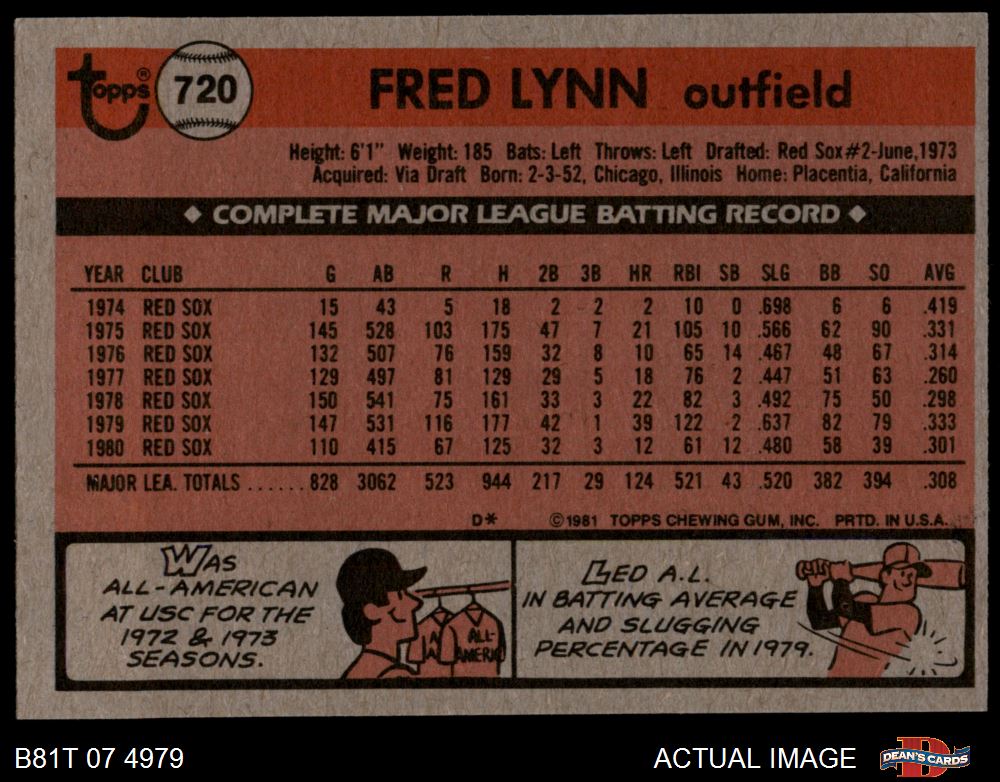 topps® 720 FRED LYNN outfield
Height: 6'1" Weight: 185 Bats: Left Throws: Left Drafted: Red Sox #2-June, 1973
Acquired: Via Draft Born: 2-3-52, Chicago, Illinois Home: Placentia, California
◆ COMPLETE MAJOR LEAGUE BATTING RECORD ◆
YEAR CLUB G AB R H 2B 3B HR RBI SB SLG BB SO AVG
1974 RED SOX 15 43 5 18 2 2 2 10 0 .698 6 6 .419
1975 RED SOX 145 528 103 175 47 7 21 105 10 .566 62 90 .331
1976 RED SOX 132 507 76 159 32 8 10 65 14 .467 48 67 .314
1977 RED SOX 129 497 81 129 29 5 18 76 2 .447 51 63 .260
1978 RED SOX 150 541 75 161 33 3 22 82 3 .492 75 50 .298
1979 RED SOX 147 531 116 177 42 1 39 122 2 .637 82 79 .333
1980 RED SOX 110 415 67 125 32 3 12 61 12 .480 58 39 .301
MAJOR LEA. TOTALS ...... 828 3062 523 944 217 29 124 521 43 .520 382 394 .308
D* ©1981 TOPPS CHEWING GUM, INC. PRTD. IN U.S.A.
WAS
ALL-AMERICAN
AT USC FOR THE
1972 & 1973
SEASONS.
A
A
ALL-
AMERIC
LED A.L.
IN BATTING AVERAGE
AND SLUGGING
PERCENTAGE IN 1979.
B81T 07 4979 ACTUAL IMAGE DEAN'S CARDS